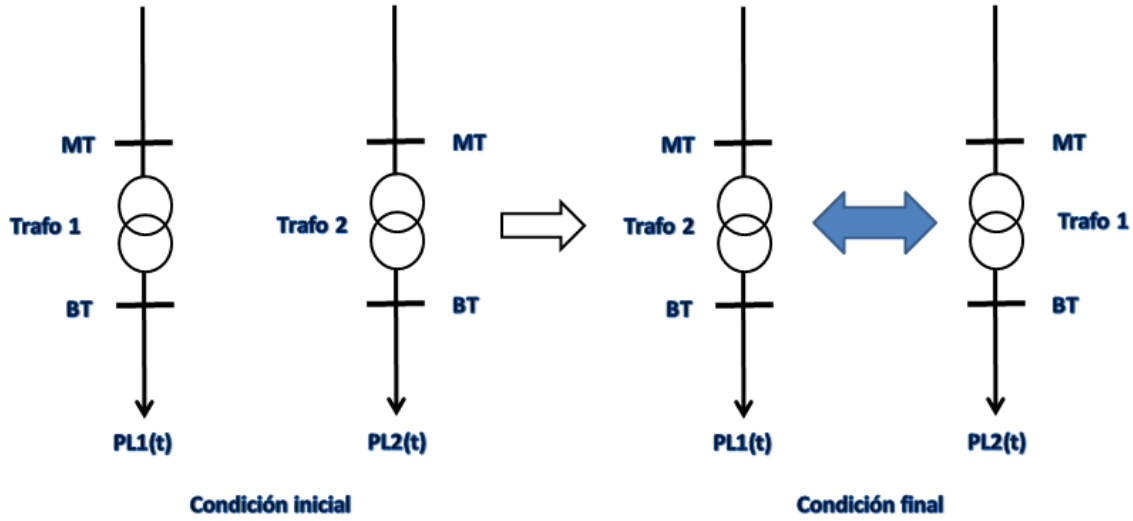 MT
MT
MT
MT
Trafo 1
Trafo 2
Trafo 2
Trafo 1
BT
BT
BT
BT
PL1(t)
PL2(t)
PL1(t)
PL2(t)
Condición inicial
Condición final